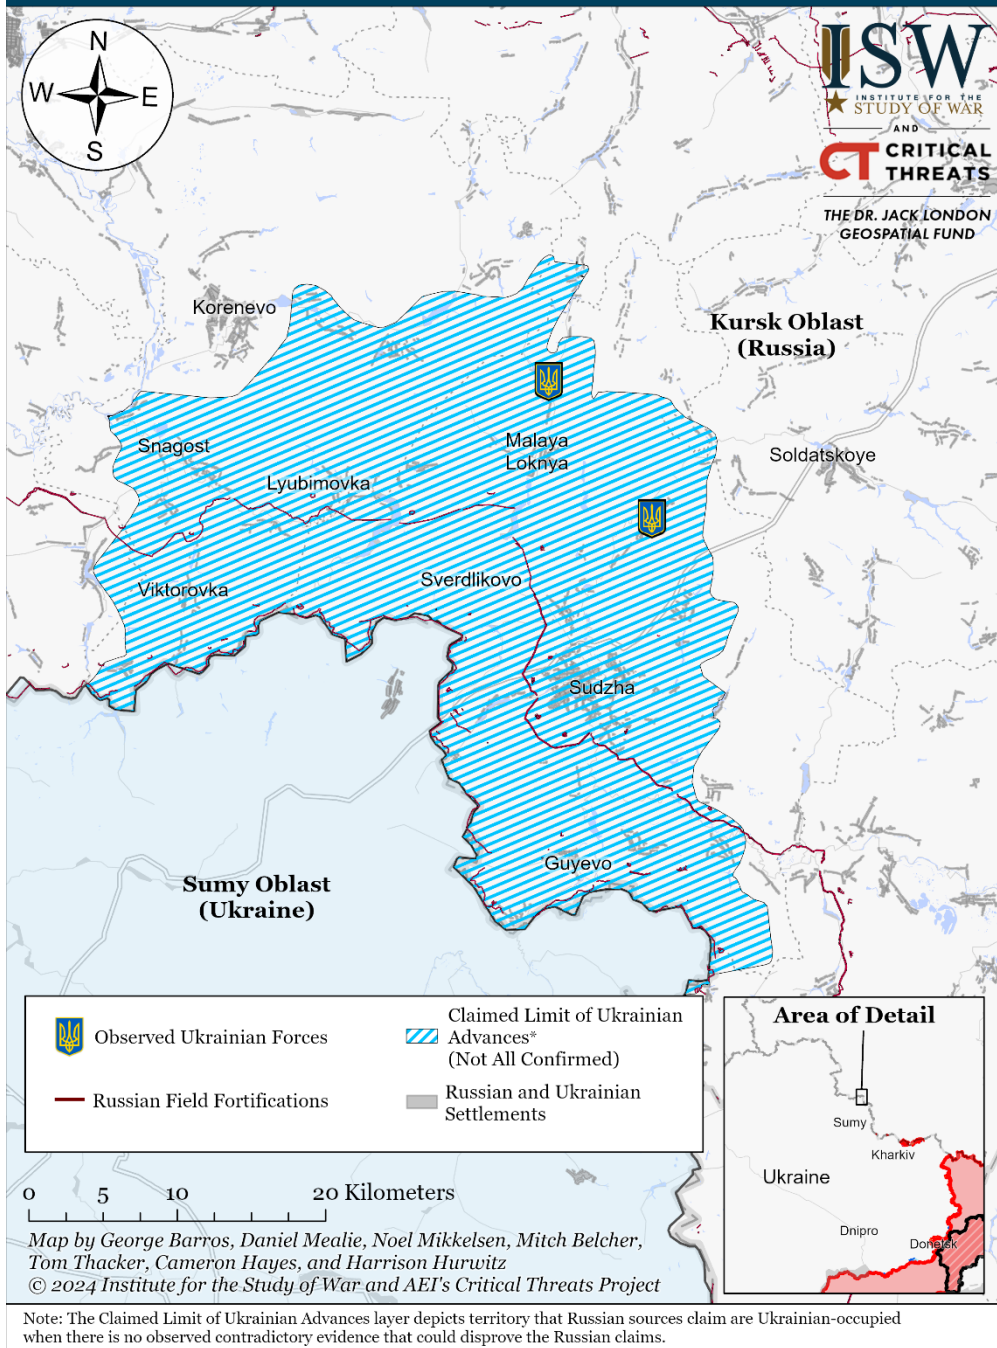 N
W
E
S
ISW
INSTITUTE FOR THE
STUDY OF WAR
AND
CT CRITICAL
THREATS
THE DR. JACK LONDON
GEOSPATIAL FUND
Korenevo
Kursk Oblast
(Russia)
Snagost
Malaya
Loknya
Soldatskoye
Lyubimovka
Viktorovka
Sverdlikovo
Sudzha
Guyevo
Sumy Oblast
(Ukraine)
Observed Ukrainian Forces
Claimed Limit of Ukrainian
Advances*
(Not All Confirmed)
Russian Field Fortifications
Russian and Ukrainian
Settlements
Area of Detail
Sumy
Kharkiv
Ukraine
Dnipro
Donetsk
0 5 10 20 Kilometers
Map by George Barros, Daniel Mealie, Noel Mikkelsen, Mitch Belcher,
Tom Thacker, Cameron Hayes, and Harrison Hurwitz
© 2024 Institute for the Study of War and AEI's Critical Threats Project
Note: The Claimed Limit of Ukrainian Advances layer depicts territory that Russian sources claim are Ukrainian-occupied
when there is no observed contradictory evidence that could disprove the Russian claims.